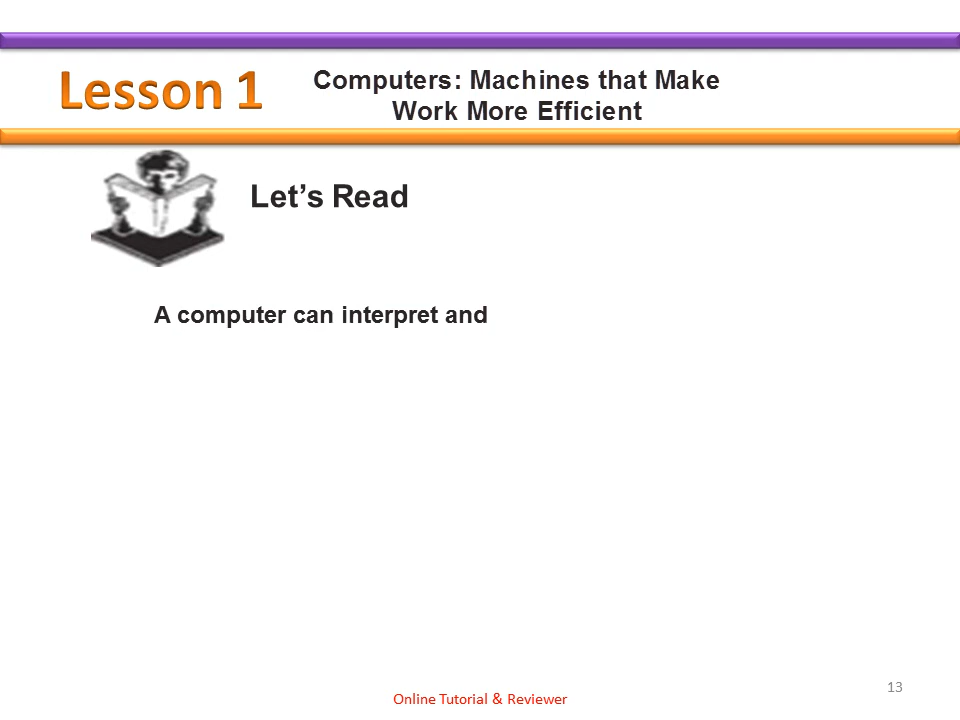 Lesson 1
Computers: Machines that Make
Work More Efficient
Let’s Read
A computer can interpret and
13
Online Tutorial & Reviewer